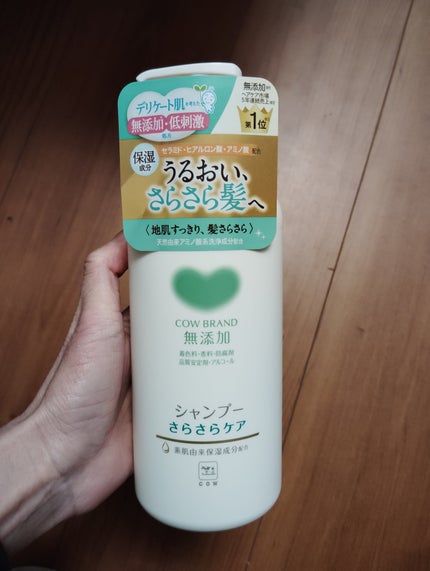 デリケート肌を考えた
無添加・低刺激
処方
無添加
ヘアケア市場
5年連続売上
第1位
保湿
成分
セラミド・ヒアルロン酸・アミノ酸 配合
うるおい、
さらさら髪へ
〈地肌すっきり、髪さらさら〉
天然由来アミノ酸系洗浄成分配合
COW BRAND
無添加
着色料・香料・防腐剤
品質安定剤・アルコール
シャンプー
さらさらケア
素肌由来保湿成分配合
COW